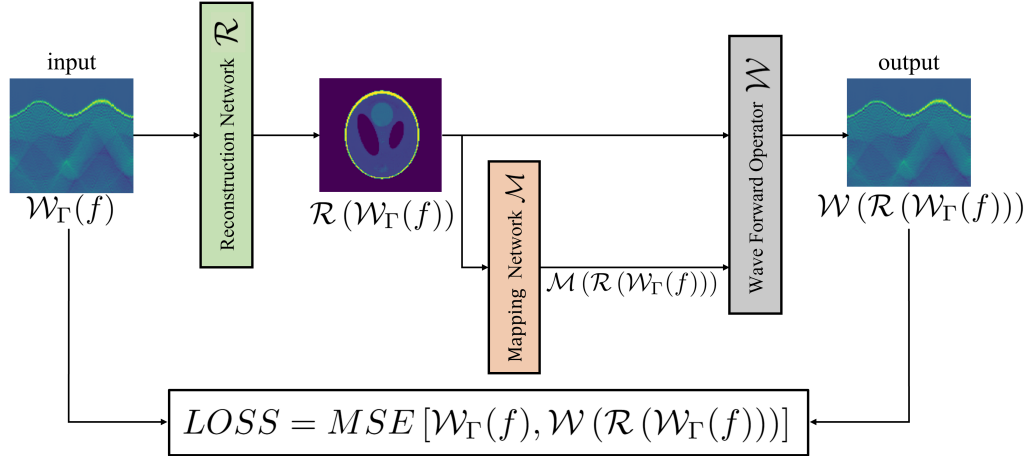 input
𝒲_Γ(f)
Reconstruction Network ℛ
ℛ(𝒲_Γ(f))
Mapping Network ℳ
ℳ(ℛ(𝒲_Γ(f)))
Wave Forward Operator 𝒲
output
𝒲(ℛ(𝒲_Γ(f)))
LOSS = MSE[𝒲_Γ(f), 𝒲(ℛ(𝒲_Γ(f)))]